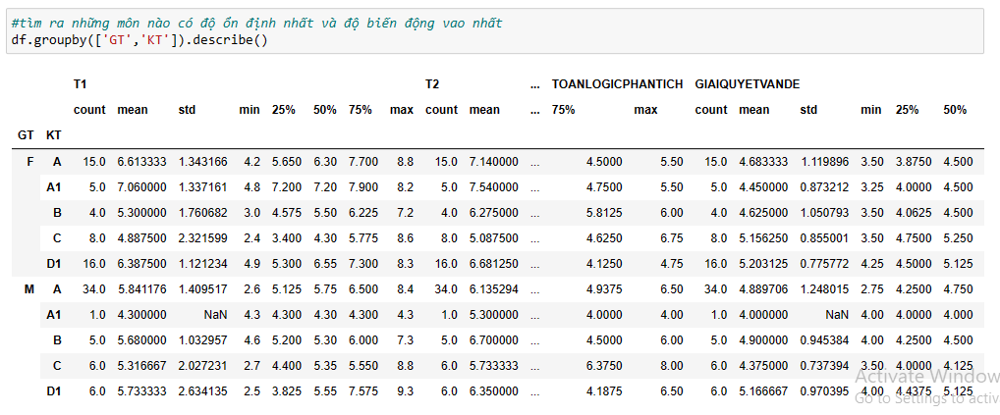 #tìm ra những môn nào có độ ổn định nhất và độ biến động vao nhất
df.groupby(['GT','KT']).describe()
T1 T2 ... TOANLOGICPHANTICH GIAIQUYETVANDE
count mean std min 25% 50% 75% max count mean ... 75% max count mean std min 25% 50%
GT KT
F A 15.0 6.613333 1.343166 4.2 5.650 6.30 7.700 8.8 15.0 7.140000 ... 4.5000 5.50 15.0 4.683333 1.119896 3.50 3.8750 4.500
A1 5.0 7.060000 1.337161 4.8 7.200 7.20 7.900 8.2 5.0 7.540000 ... 4.7500 5.50 5.0 4.450000 0.873212 3.25 4.0000 4.500
B 4.0 5.300000 1.760682 3.0 4.575 5.50 6.225 7.2 4.0 6.275000 ... 5.8125 6.00 4.0 4.625000 1.050793 3.50 4.0625 4.500
C 8.0 4.887500 2.321599 2.4 3.400 4.30 5.775 8.6 8.0 5.087500 ... 4.6250 6.75 8.0 5.156250 0.855001 3.50 4.7500 5.250
D1 16.0 6.387500 1.121234 4.9 5.300 6.55 7.300 8.3 16.0 6.681250 ... 4.1250 4.75 16.0 5.203125 0.775772 4.25 4.5000 5.125
M A 34.0 5.841176 1.409517 2.6 5.125 5.75 6.500 8.4 34.0 6.135294 ... 4.9375 6.50 34.0 4.889706 1.248015 2.75 4.2500 4.750
A1 1.0 4.300000 NaN 4.3 4.300 4.30 4.300 4.3 1.0 5.300000 ... 4.0000 4.00 1.0 4.000000 NaN 4.00 4.0000 4.000
B 5.0 5.680000 1.032957 4.6 5.200 5.30 6.000 7.3 5.0 6.700000 ... 4.5000 6.00 5.0 4.900000 0.945384 4.00 4.2500 4.500
C 6.0 5.316667 2.027231 2.7 4.400 5.35 5.550 8.8 6.0 5.733333 ... 6.3750 8.00 6.0 4.375000 0.737394 3.50 4.0000 4.125
D1 6.0 5.733333 2.634135 2.5 3.825 5.55 7.575 9.3 6.0 6.350000 ... 4.1875 6.50 6.0 5.166667 0.970395 4.00 4.4375 5.125
Activate Window
Go to Settings to activ